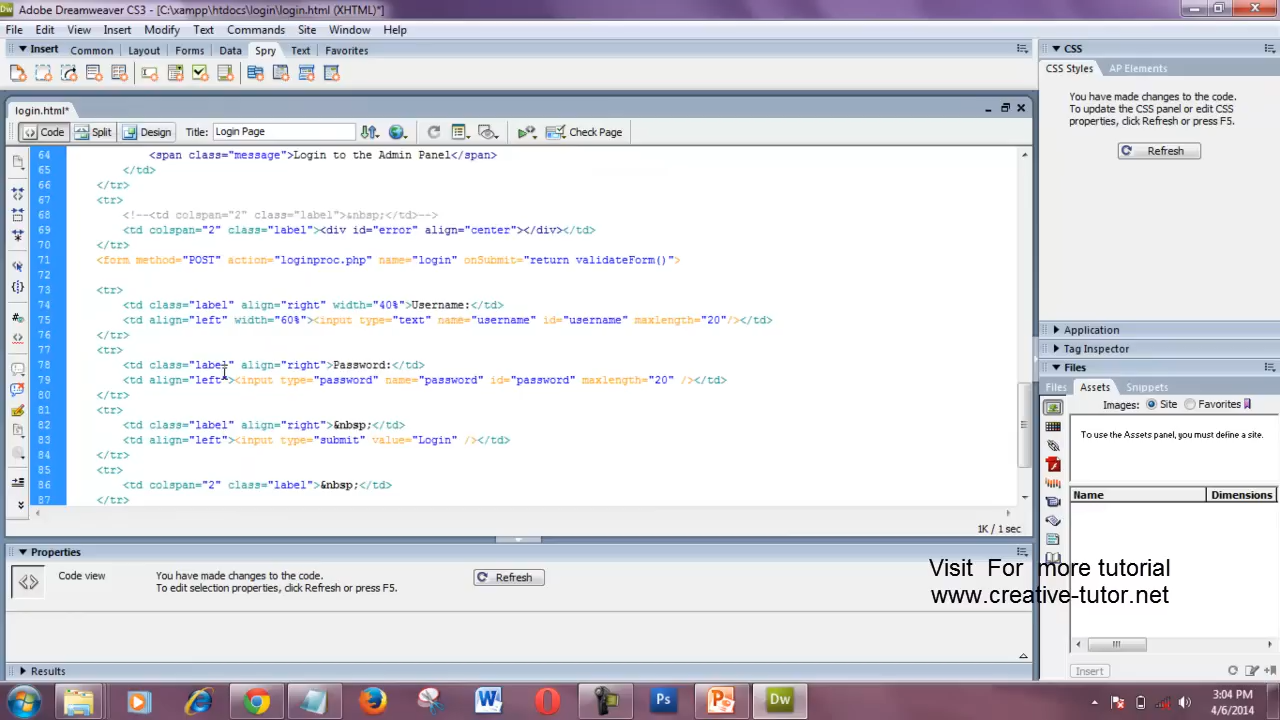 Adobe Dreamweaver CS3 - [C:\xampp\htdocs\login\login.html (XHTML)*]
File Edit View Insert Modify Text Commands Site Window Help
Insert Common Layout Forms Data Spry Text Favorites
login.html*
Code Split Design Title: Login Page Check Page
64 <span class="message">Login to the Admin Panel</span>
65 </td>
66 </tr>
67 <tr>
68 <!--<td colspan="2" class="label">&nbsp;</td>-->
69 <td colspan="2" class="label"><div id="error" align="center"></div></td>
70 </tr>
71 <form method="POST" action="loginproc.php" name="login" onSubmit="return validateForm()">
72
73 <tr>
74 <td class="label" align="right" width="40%">Username:</td>
75 <td align="left" width="60%"><input type="text" name="username" id="username" maxlength="20"/></td>
76 </tr>
77 <tr>
78 <td class="label" align="right">Password:</td>
79 <td align="left"><input type="password" name="password" id="password" maxlength="20" /></td>
80 </tr>
81 <tr>
82 <td class="label" align="right">&nbsp;</td>
83 <td align="left"><input type="submit" value="Login" /></td>
84 </tr>
85 <tr>
86 <td colspan="2" class="label">&nbsp;</td>
87 </tr>
1K / 1 sec
Properties
Code view
You have made changes to the code.
To edit selection properties, click Refresh or press F5.
Refresh
Results
CSS
CSS Styles AP Elements
You have made changes to the code.
To update the CSS panel or edit CSS
properties, click Refresh or press F5.
Refresh
Application
Tag Inspector
Files
Files Assets Snippets
Images: Site Favorites
To use the Assets panel, you must define a site.
Name Dimensions
Visit For more tutorial
www.creative-tutor.net
Insert
W Ps Dw
3:04 PM
4/6/2014